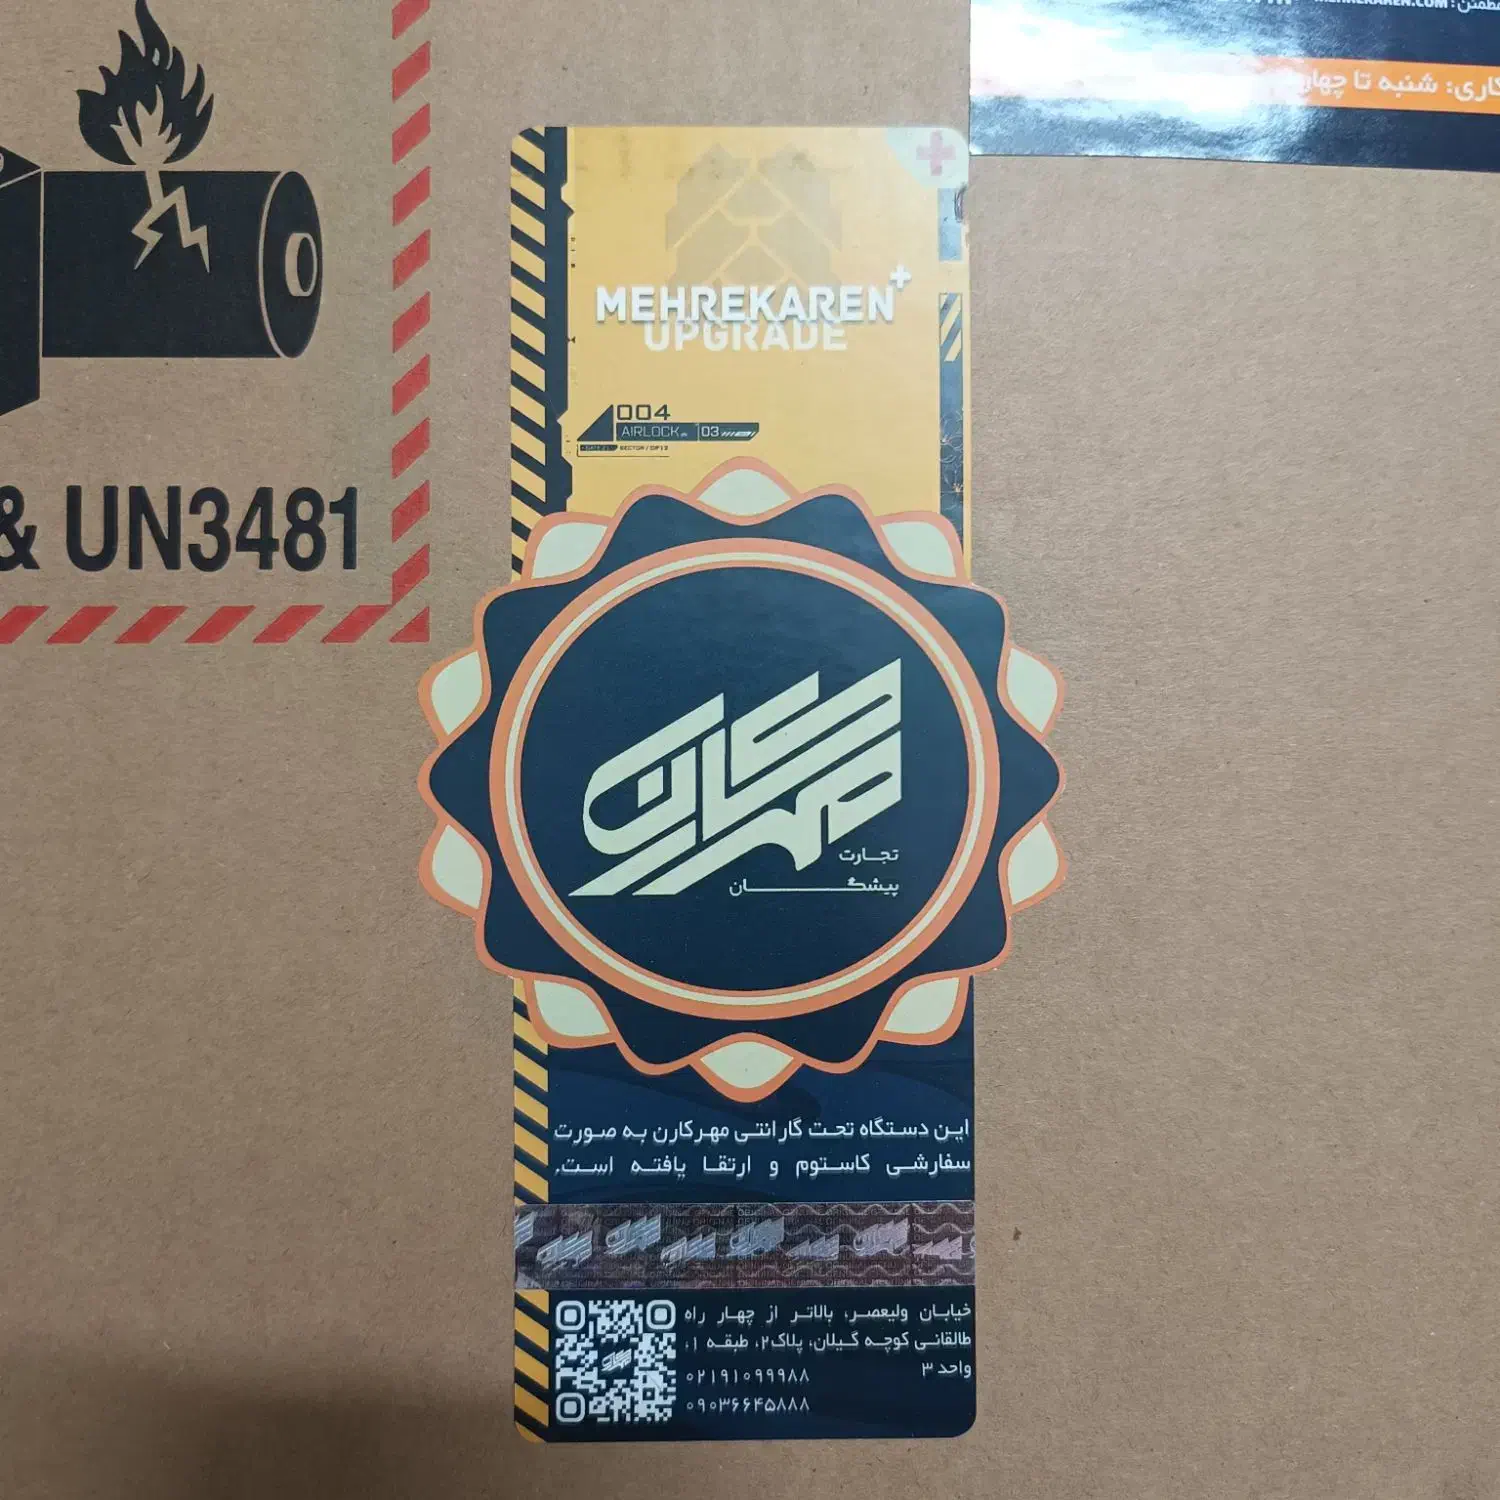 MEHREKAREN.COM
کاری: شنبه تا چهار
& UN3481
MEHREKAREN+
UPGRADE
004
AIRLOCK
03
مهرکارن
تجارت
پیشگان
این دستگاه تحت گارانتی مهرکارن به صورت
سفارشی کاستوم و ارتقا یافته است.
خیابان ولیعصر، بالاتر از چهار راه
طالقانی کوچه گیلان، پلاک۲، طبقه ۱،
واحد ۳
۰۲۱۹۱۰۹۹۹۸۸
۰۹۰۳۶۶۴۵۸۸۸